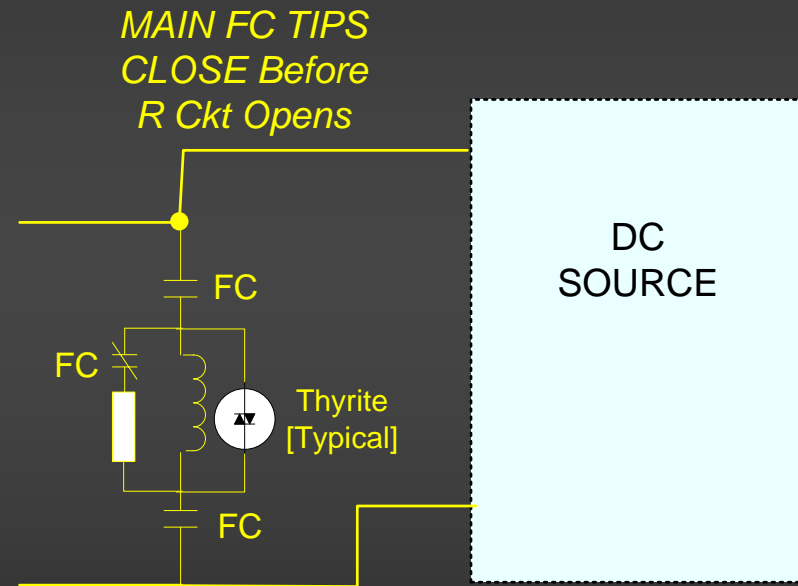 MAIN FC TIPS
CLOSE Before
R Ckt Opens
DC
SOURCE
FC
FC
Thyrite
[Typical]
FC